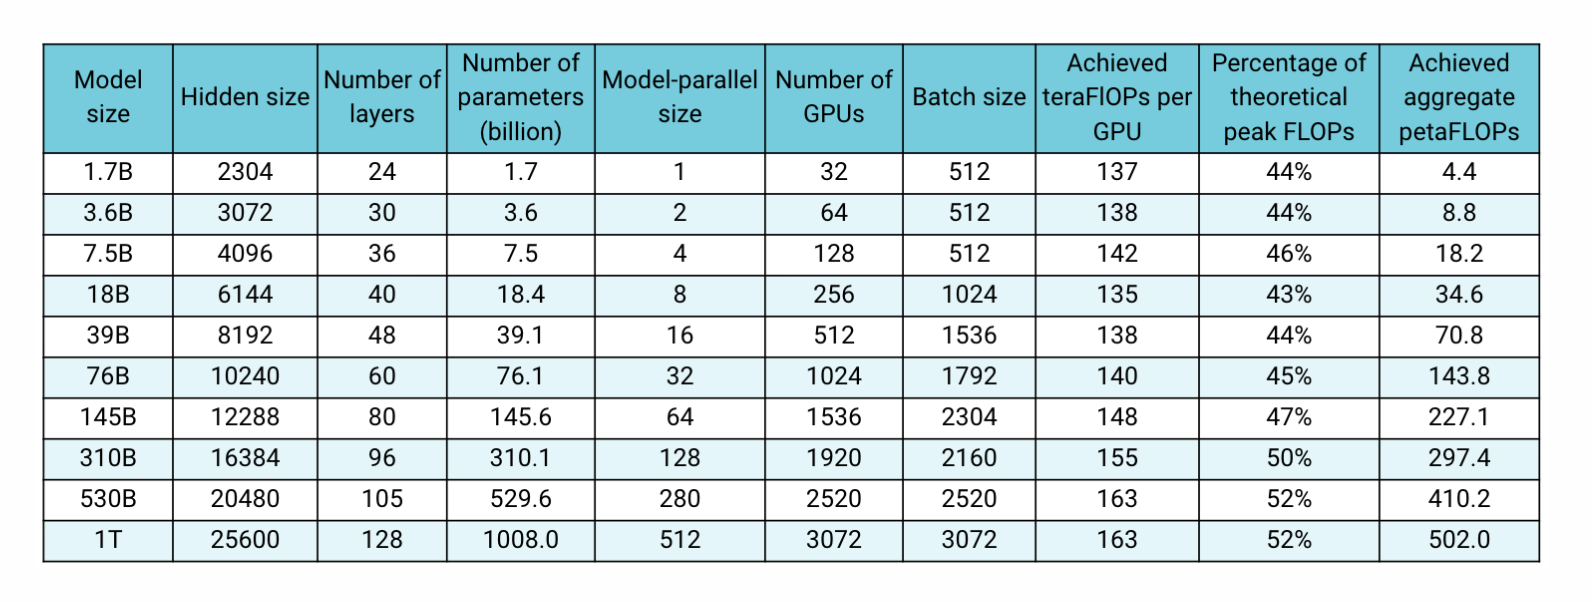 Model size | Hidden size | Number of layers | Number of parameters (billion) | Model-parallel size | Number of GPUs | Batch size | Achieved teraFlOPs per GPU | Percentage of theoretical peak FLOPs | Achieved aggregate petaFLOPs
1.7B | 2304 | 24 | 1.7 | 1 | 32 | 512 | 137 | 44% | 4.4
3.6B | 3072 | 30 | 3.6 | 2 | 64 | 512 | 138 | 44% | 8.8
7.5B | 4096 | 36 | 7.5 | 4 | 128 | 512 | 142 | 46% | 18.2
18B | 6144 | 40 | 18.4 | 8 | 256 | 1024 | 135 | 43% | 34.6
39B | 8192 | 48 | 39.1 | 16 | 512 | 1536 | 138 | 44% | 70.8
76B | 10240 | 60 | 76.1 | 32 | 1024 | 1792 | 140 | 45% | 143.8
145B | 12288 | 80 | 145.6 | 64 | 1536 | 2304 | 148 | 47% | 227.1
310B | 16384 | 96 | 310.1 | 128 | 1920 | 2160 | 155 | 50% | 297.4
530B | 20480 | 105 | 529.6 | 280 | 2520 | 2520 | 163 | 52% | 410.2
1T | 25600 | 128 | 1008.0 | 512 | 3072 | 3072 | 163 | 52% | 502.0